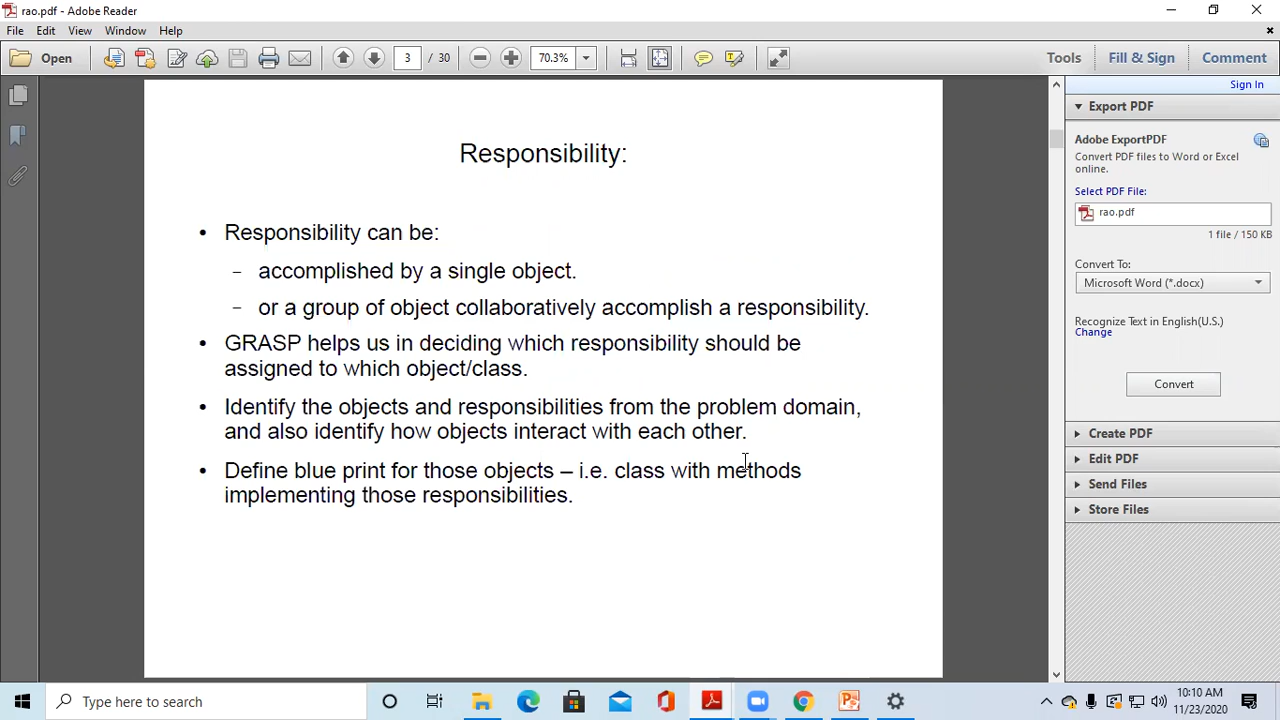 rao.pdf - Adobe Reader
File Edit View Window Help
Open 3 / 30 70.3% Tools Fill & Sign Comment
Sign In
Responsibility:
• Responsibility can be:
– accomplished by a single object.
– or a group of object collaboratively accomplish a responsibility.
• GRASP helps us in deciding which responsibility should be
assigned to which object/class.
• Identify the objects and responsibilities from the problem domain,
and also identify how objects interact with each other.
• Define blue print for those objects – i.e. class with methods
implementing those responsibilities.
Export PDF
Adobe ExportPDF
Convert PDF files to Word or Excel
online.
Select PDF File:
rao.pdf
1 file / 150 KB
Convert To:
Microsoft Word (*.docx)
Recognize Text in English(U.S.)
Change
Convert
Create PDF
Edit PDF
Send Files
Store Files
Type here to search
10:10 AM
11/23/2020